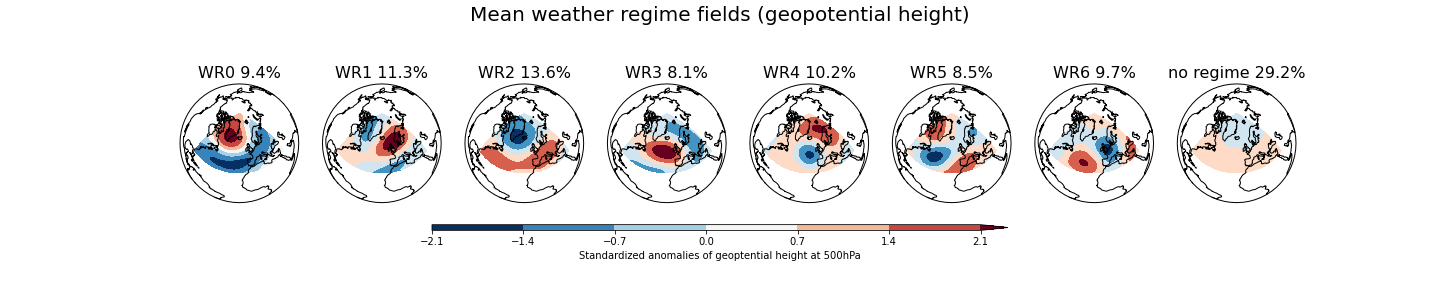 Mean weather regime fields (geopotential height)
WR0 9.4% WR1 11.3% WR2 13.6% WR3 8.1% WR4 10.2% WR5 8.5% WR6 9.7% no regime 29.2%
−2.1 −1.4 −0.7 0.0 0.7 1.4 2.1
Standardized anomalies of geoptential height at 500hPa